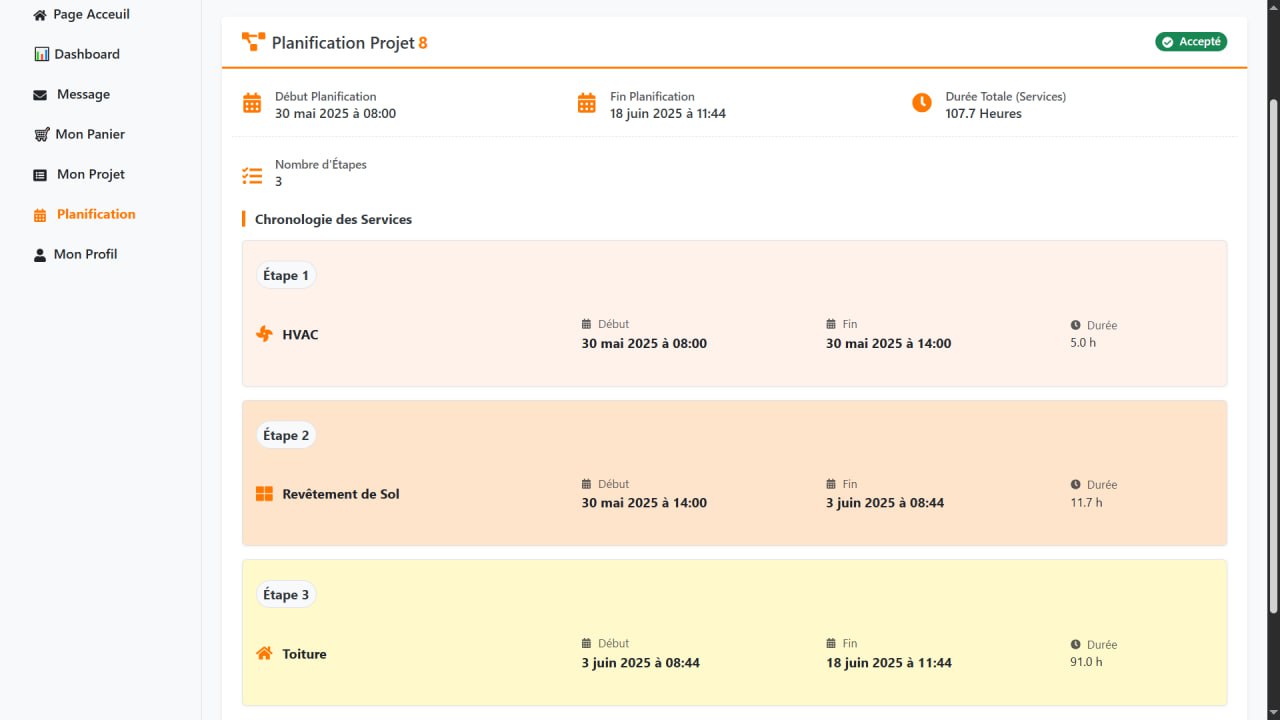 Page Acceuil
Dashboard
Message
Mon Panier
Mon Projet
Planification
Mon Profil
Planification Projet 8
Accepté
Début Planification
30 mai 2025 à 08:00
Fin Planification
18 juin 2025 à 11:44
Durée Totale (Services)
107.7 Heures
Nombre d'Étapes
3
Chronologie des Services
Étape 1
HVAC
Début
30 mai 2025 à 08:00
Fin
30 mai 2025 à 14:00
Durée
5.0 h
Étape 2
Revêtement de Sol
Début
30 mai 2025 à 14:00
Fin
3 juin 2025 à 08:44
Durée
11.7 h
Étape 3
Toiture
Début
3 juin 2025 à 08:44
Fin
18 juin 2025 à 11:44
Durée
91.0 h